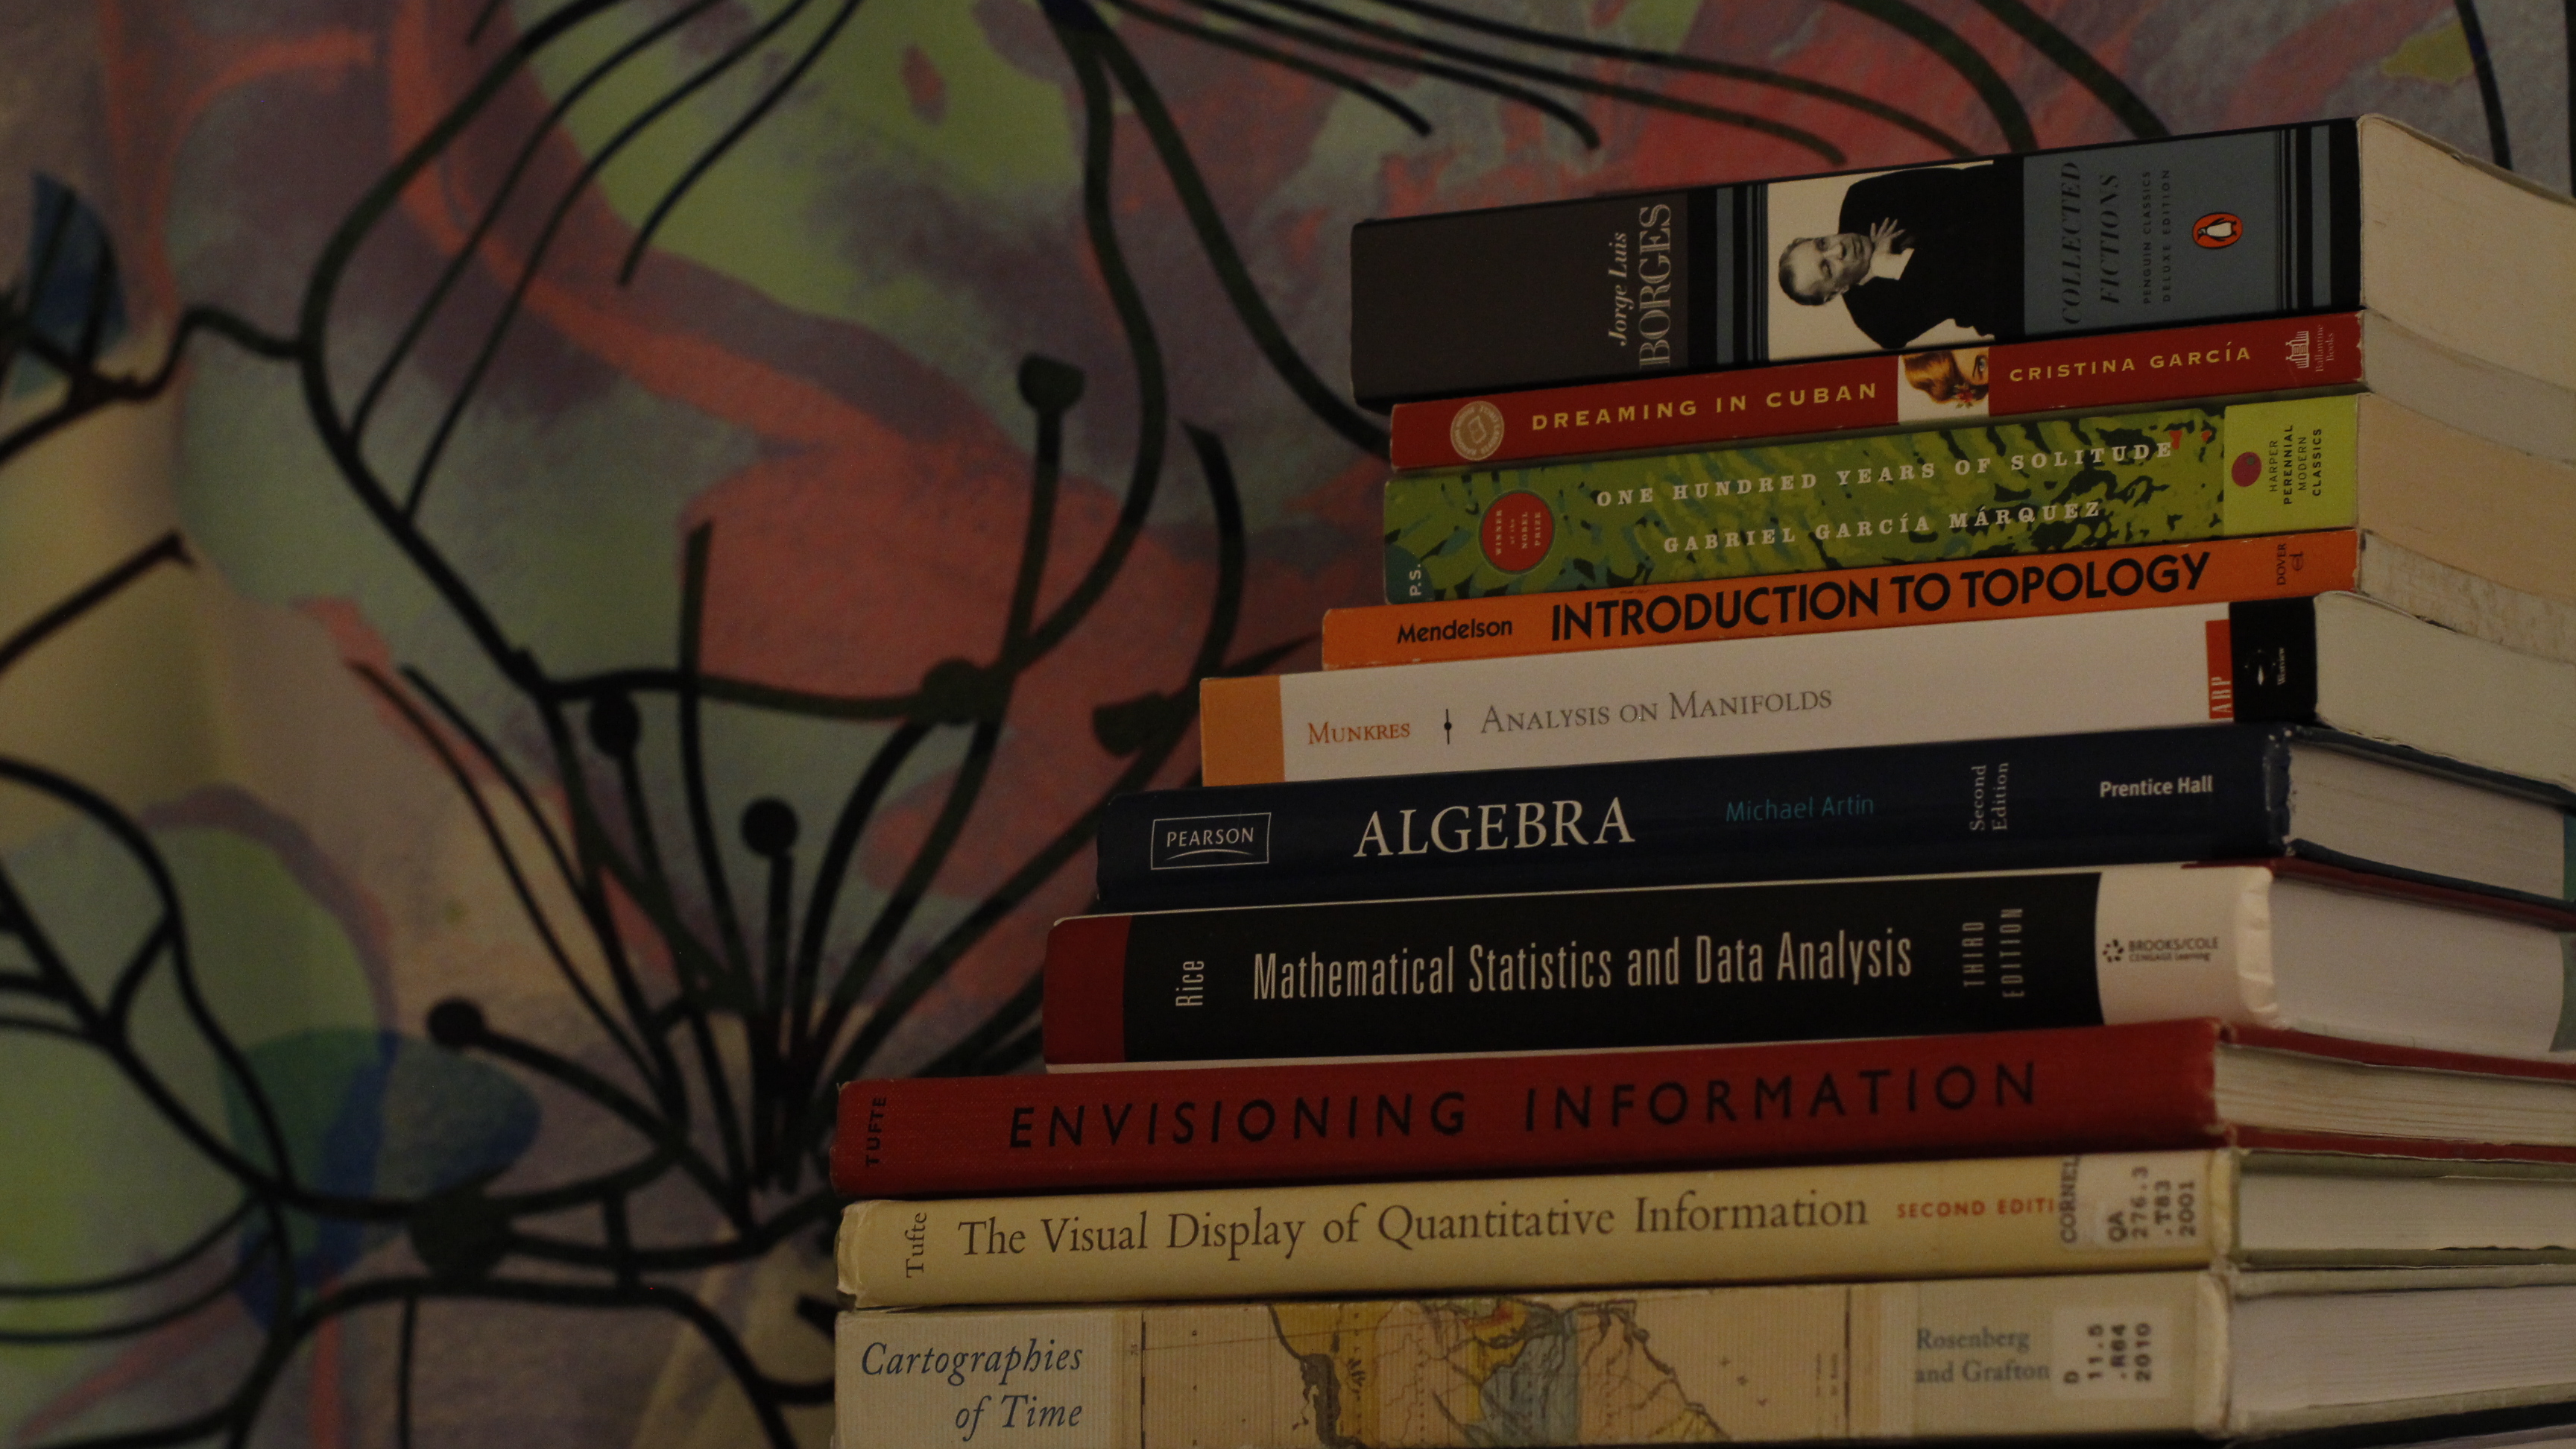 Jorge Luis
BORGES
COLLECTED
FICTIONS
PENGUIN CLASSICS
DELUXE EDITION
DREAMING IN CUBAN
CRISTINA GARCÍA
Ballantine
Books
P.S.
WINNER
of the
NOBEL
PRIZE
ONE HUNDRED YEARS OF SOLITUDE
GABRIEL GARCÍA MÁRQUEZ
HARPER
PERENNIAL
MODERN
CLASSICS
Mendelson
INTRODUCTION TO TOPOLOGY
DOVER
MUNKRES
ANALYSIS ON MANIFOLDS
ABP
Westview
PEARSON
ALGEBRA
Michael Artin
Second
Edition
Prentice Hall
Rice
Mathematical Statistics and Data Analysis
THIRD
EDITION
BROOKS/COLE
CENGAGE Learning
TUFTE
ENVISIONING INFORMATION
Tufte
The Visual Display of Quantitative Information
SECOND EDITI
CORNEL
QA
276.3
.T83
2001
Cartographies
of Time
Rosenberg
and Grafton
D
11.5
.R64
2010